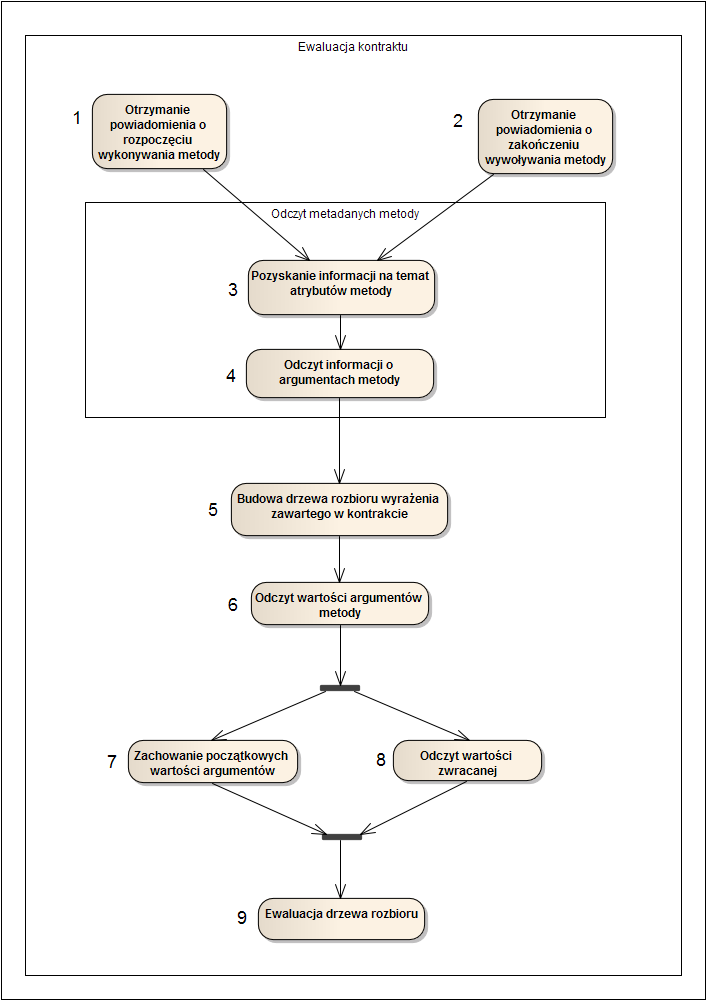 Ewaluacja kontraktu
1
Otrzymanie
powiadomienia o
rozpoczęciu
wykonywania metody
2
Otrzymanie
powiadomienia o
zakończeniu
wywoływania metody
Odczyt metadanych metody
3
Pozyskanie informacji na temat
atrybutów metody
4
Odczyt informacji o
argumentach metody
5
Budowa drzewa rozbioru wyrażenia
zawartego w kontrakcie
6
Odczyt wartości argumentów
metody
7
Zachowanie początkowych
wartości argumentów
8
Odczyt wartości
zwracanej
9
Ewaluacja drzewa rozbioru